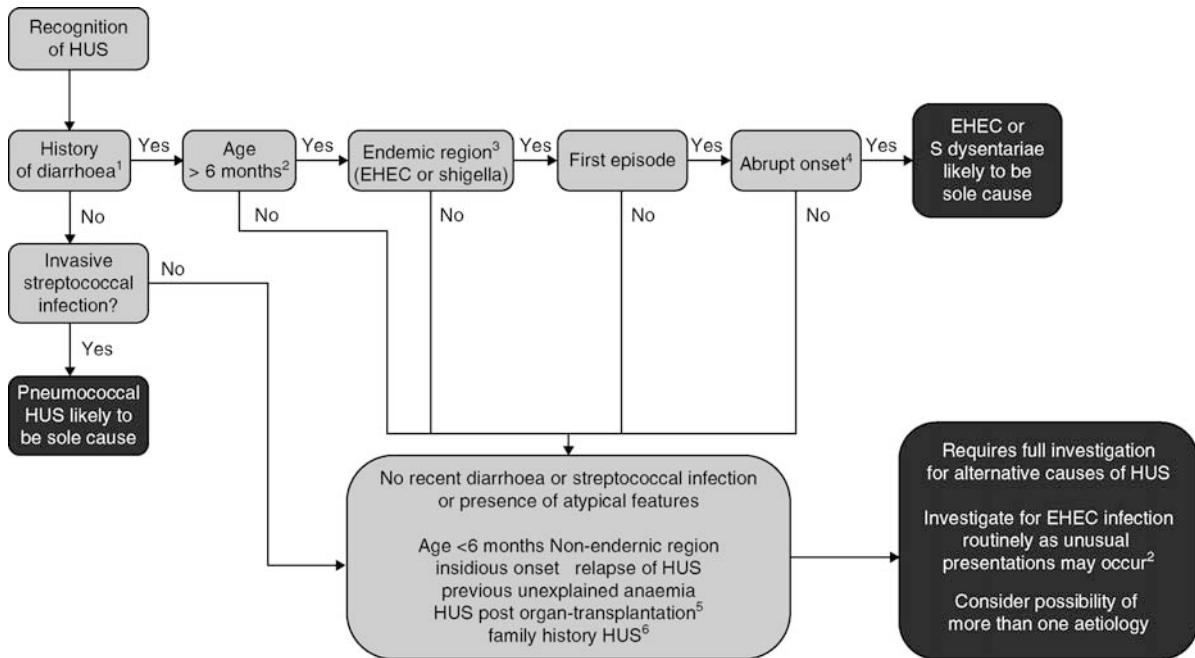 Recognition
of HUS
History
of diarrhoea1
Yes
Age
> 6 months2
Yes
Endemic region3
(EHEC or shigella)
Yes
First episode
Yes
Abrupt onset4
Yes
EHEC or
S dysentariae
likely to be
sole cause
No
No
No
No
No
Invasive
streptococcal
infection?
No
Yes
Pneumococcal
HUS likely to
be sole cause
No recent diarrhoea or streptococcal infection
or presence of atypical features
Age <6 months Non-endernic region
insidious onset relapse of HUS
previous unexplained anaemia
HUS post organ-transplantation5
family history HUS6
Requires full investigation
for alternative causes of HUS
Investigate for EHEC infection
routinely as unusual
presentations may occur2
Consider possibility of
more than one aetiology